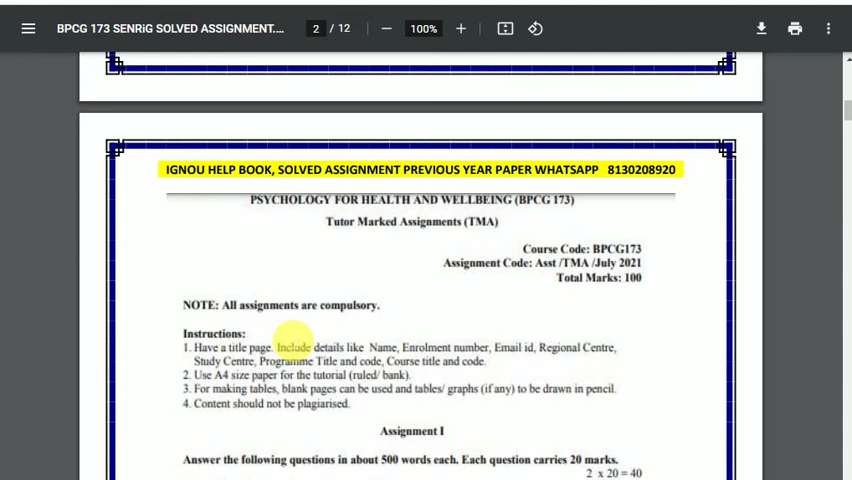 BPCG 173 SENRiG SOLVED ASSIGNMENT.... 2 / 12 100%
IGNOU HELP BOOK, SOLVED ASSIGNMENT PREVIOUS YEAR PAPER WHATSAPP 8130208920
PSYCHOLOGY FOR HEALTH AND WELLBEING (BPCG 173)
Tutor Marked Assignments (TMA)
Course Code: BPCG173
Assignment Code: Asst /TMA /July 2021
Total Marks: 100
NOTE: All assignments are compulsory.
Instructions:
1. Have a title page. Include details like Name, Enrolment number, Email id, Regional Centre,
Study Centre, Programme Title and code, Course title and code.
2. Use A4 size paper for the tutorial (ruled/ bank).
3. For making tables, blank pages can be used and tables/ graphs (if any) to be drawn in pencil.
4. Content should not be plagiarised.
Assignment I
Answer the following questions in about 500 words each. Each question carries 20 marks.
2 x 20 = 40